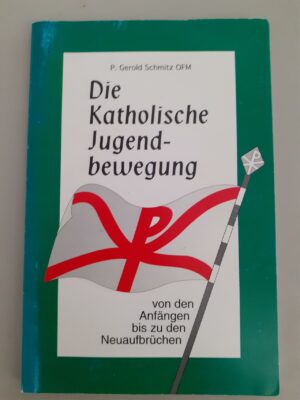 P. Gerold Schmitz OFM
Die
Katholische
Jugend-
bewegung
von den
Anfängen
bis zu den
Neuaufbrüchen